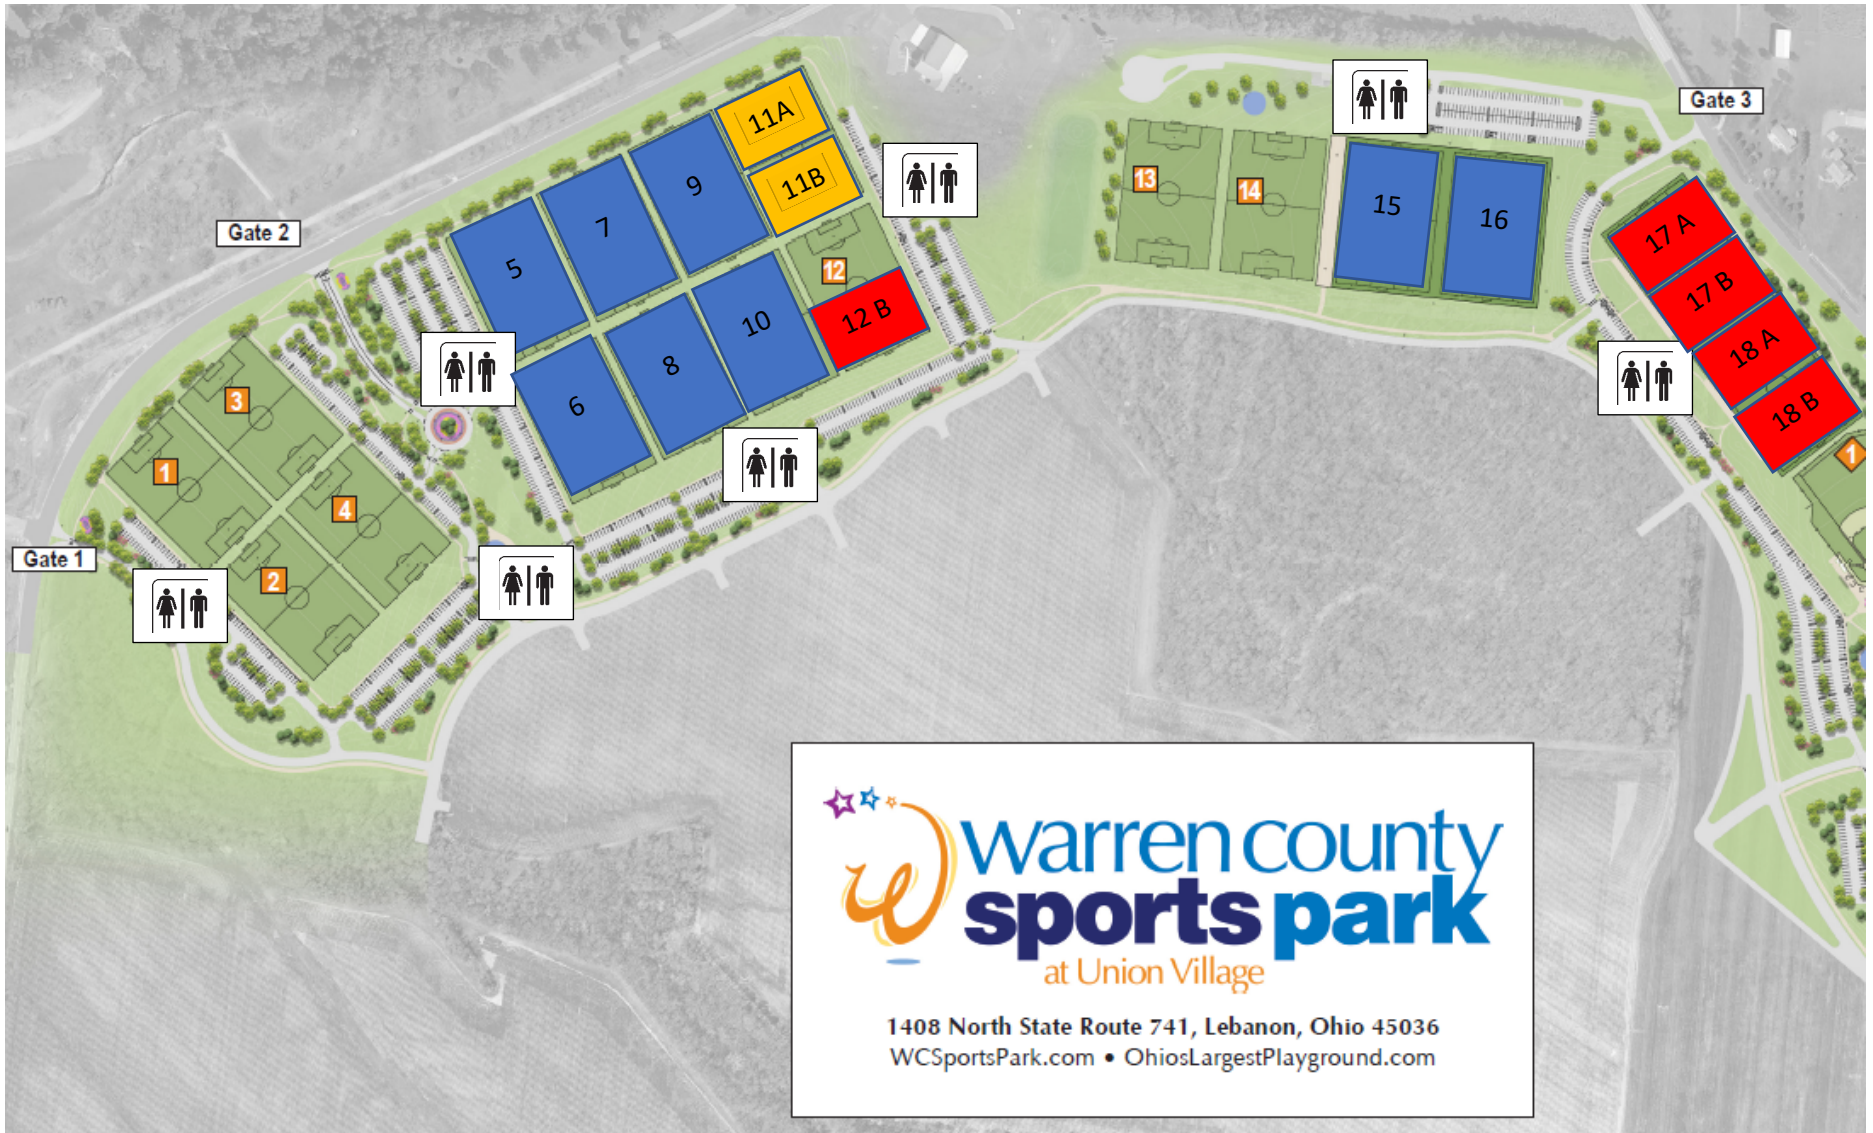 Gate 1
Gate 2
Gate 3
1
2
3
4
5
6
7
8
9
10
11A
11B
12
12 B
13
14
15
16
17 A
17 B
18 A
18 B
1
warren county
sports park
at Union Village
1408 North State Route 741, Lebanon, Ohio 45036
WCSportsPark.com • OhiosLargestPlayground.com